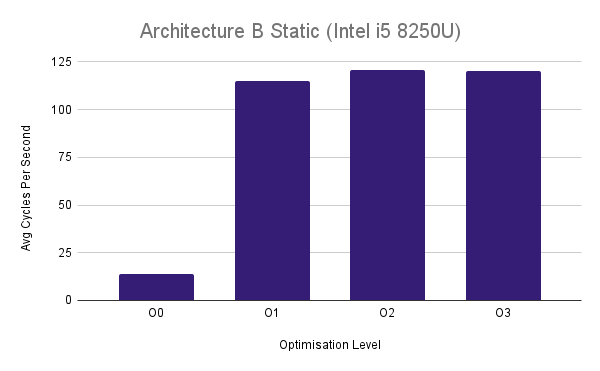 Architecture B Static (Intel i5 8250U)
Avg Cycles Per Second
125
100
75
50
25
0
O0
O1
O2
O3
Optimisation Level